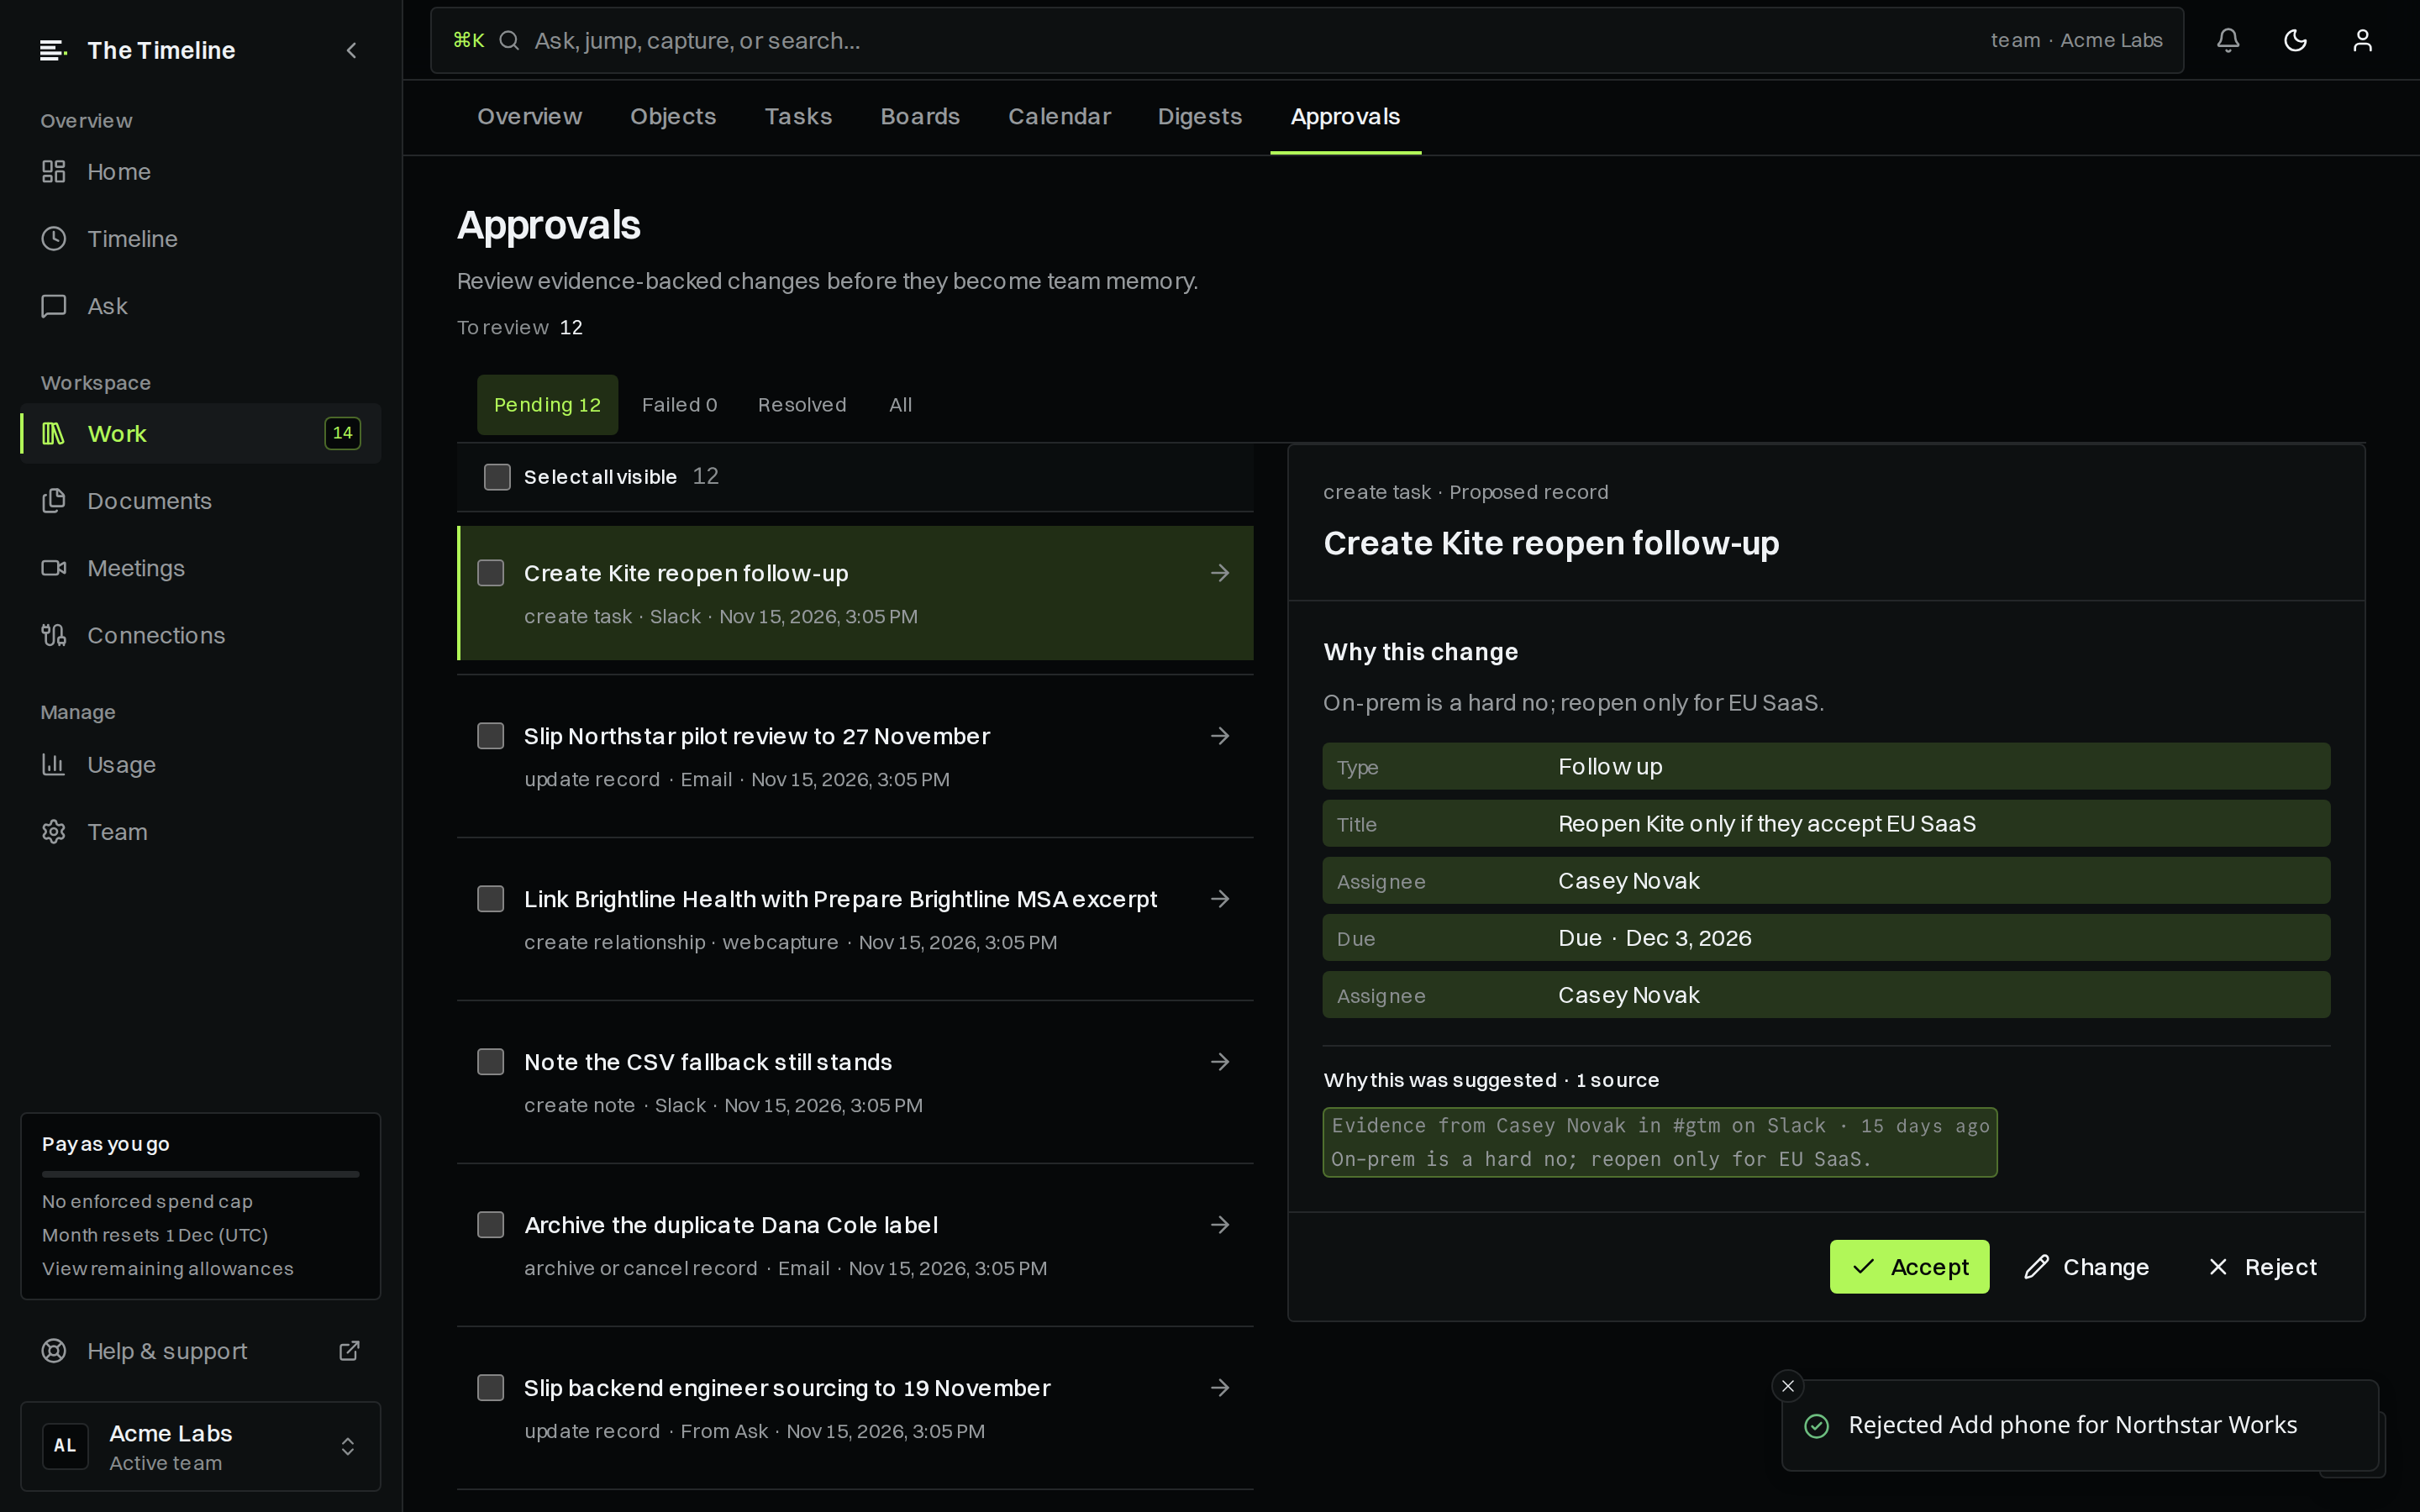 The Timeline
Overview
Home
Timeline
Ask
Workspace
Work 14
Documents
Meetings
Connections
Manage
Usage
Team
Pay as you go
No enforced spend cap
Month resets 1 Dec (UTC)
View remaining allowances
Help & support
AL
Acme Labs
Active team
⌘K Ask, jump, capture, or search... team · Acme Labs
Overview Objects Tasks Boards Calendar Digests Approvals
Approvals
Review evidence-backed changes before they become team memory.
To review 12
Pending 12 Failed 0 Resolved All
Select all visible 12
Create Kite reopen follow-up
create task · Slack · Nov 15, 2026, 3:05 PM
Slip Northstar pilot review to 27 November
update record · Email · Nov 15, 2026, 3:05 PM
Link Brightline Health with Prepare Brightline MSA excerpt
create relationship · webcapture · Nov 15, 2026, 3:05 PM
Note the CSV fallback still stands
create note · Slack · Nov 15, 2026, 3:05 PM
Archive the duplicate Dana Cole label
archive or cancel record · Email · Nov 15, 2026, 3:05 PM
Slip backend engineer sourcing to 19 November
update record · From Ask · Nov 15, 2026, 3:05 PM
create task · Proposed record
Create Kite reopen follow-up
Why this change
On-prem is a hard no; reopen only for EU SaaS.
Type Follow up
Title Reopen Kite only if they accept EU SaaS
Assignee Casey Novak
Due Due · Dec 3, 2026
Assignee Casey Novak
Why this was suggested · 1 source
Evidence from Casey Novak in #gtm on Slack · 15 days ago
On-prem is a hard no; reopen only for EU SaaS.
Accept Change Reject
Rejected Add phone for Northstar Works